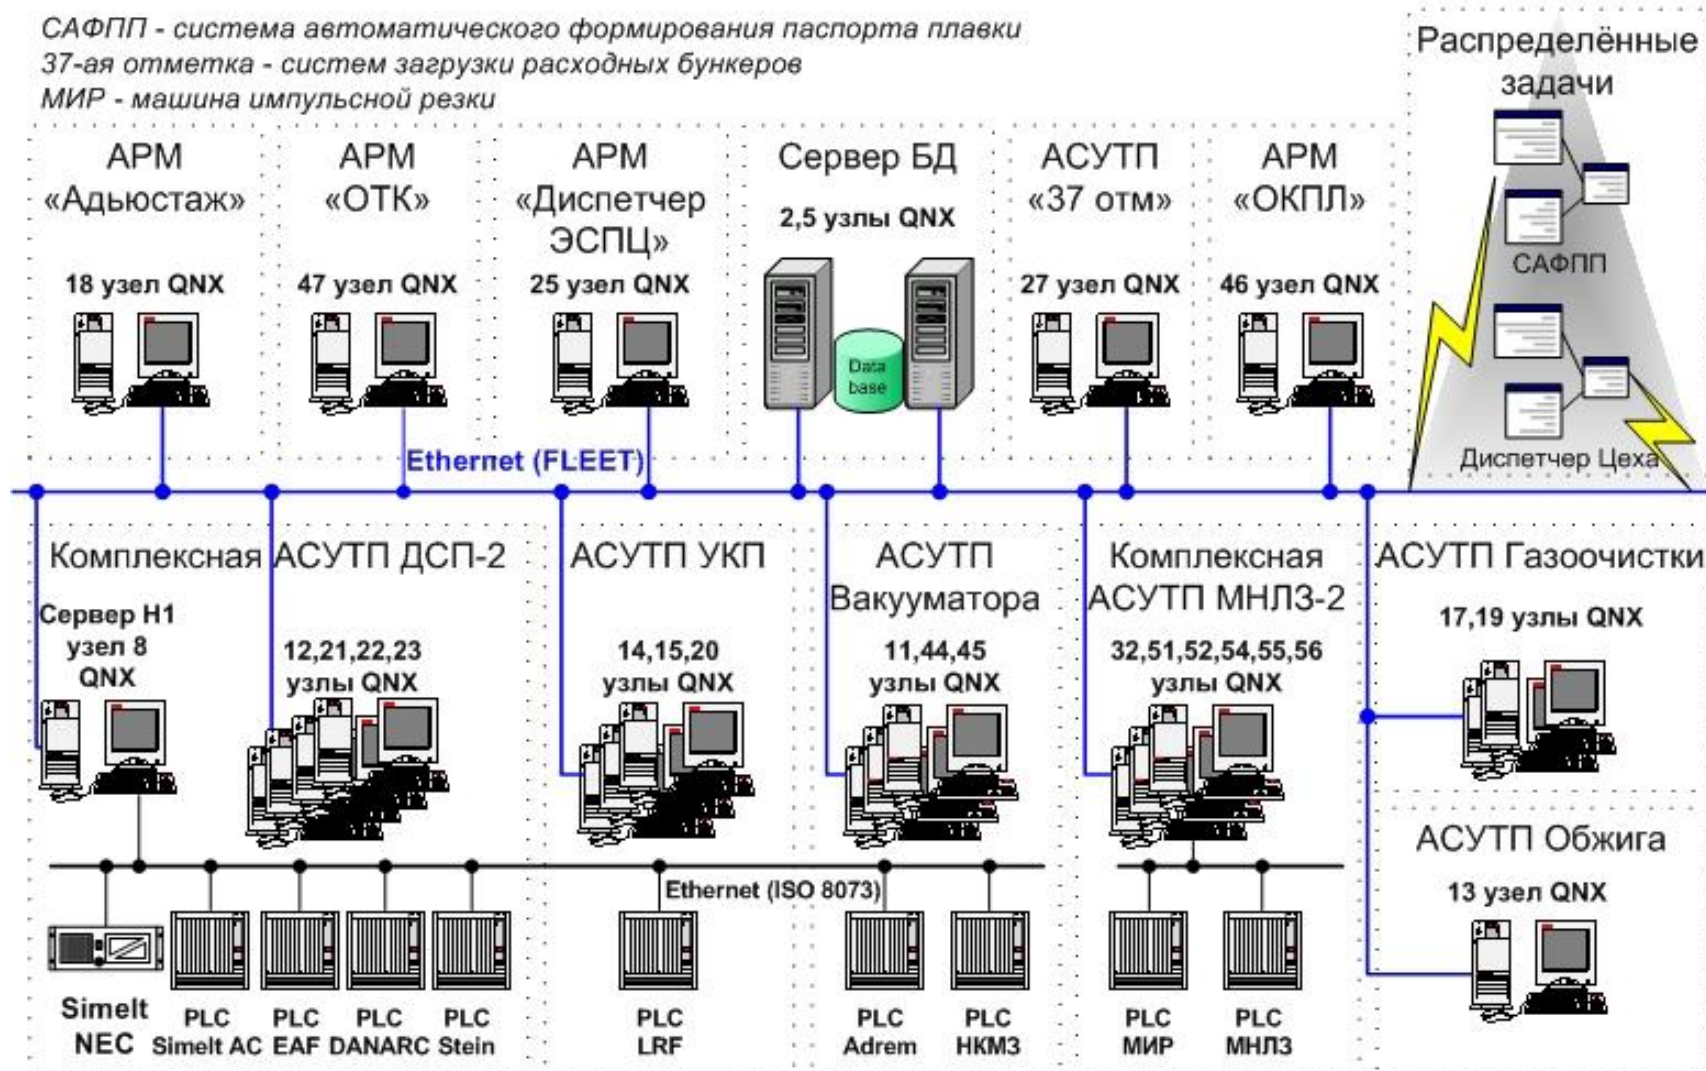 САФПП - система автоматического формирования паспорта плавки
37-ая отметка - систем загрузки расходных бункеров
МИР - машина импульсной резки
Распределённые
задачи
САФПП
Диспетчер Цеха
АРМ
«Адьюстаж»
18 узел QNX
АРМ
«ОТК»
47 узел QNX
АРМ
«Диспетчер
ЭСПЦ»
25 узел QNX
Сервер БД
2,5 узлы QNX
Data
base
АСУТП
«37 отм»
27 узел QNX
АРМ
«ОКПЛ»
46 узел QNX
Ethernet (FLEET)
Комплексная АСУТП ДСП-2
Сервер H1
узел 8
QNX
12,21,22,23
узлы QNX
АСУТП УКП
14,15,20
узлы QNX
АСУТП
Вакууматора
11,44,45
узлы QNX
Комплексная
АСУТП МНЛЗ-2
32,51,52,54,55,56
узлы QNX
АСУТП Газоочистки
17,19 узлы QNX
АСУТП Обжига
13 узел QNX
Ethernet (ISO 8073)
Simelt
NEC
PLC
Simelt AC
PLC
EAF
PLC
DANARC
PLC
Stein
PLC
LRF
PLC
Adrem
PLC
НКМЗ
PLC
МИР
PLC
МНЛЗ